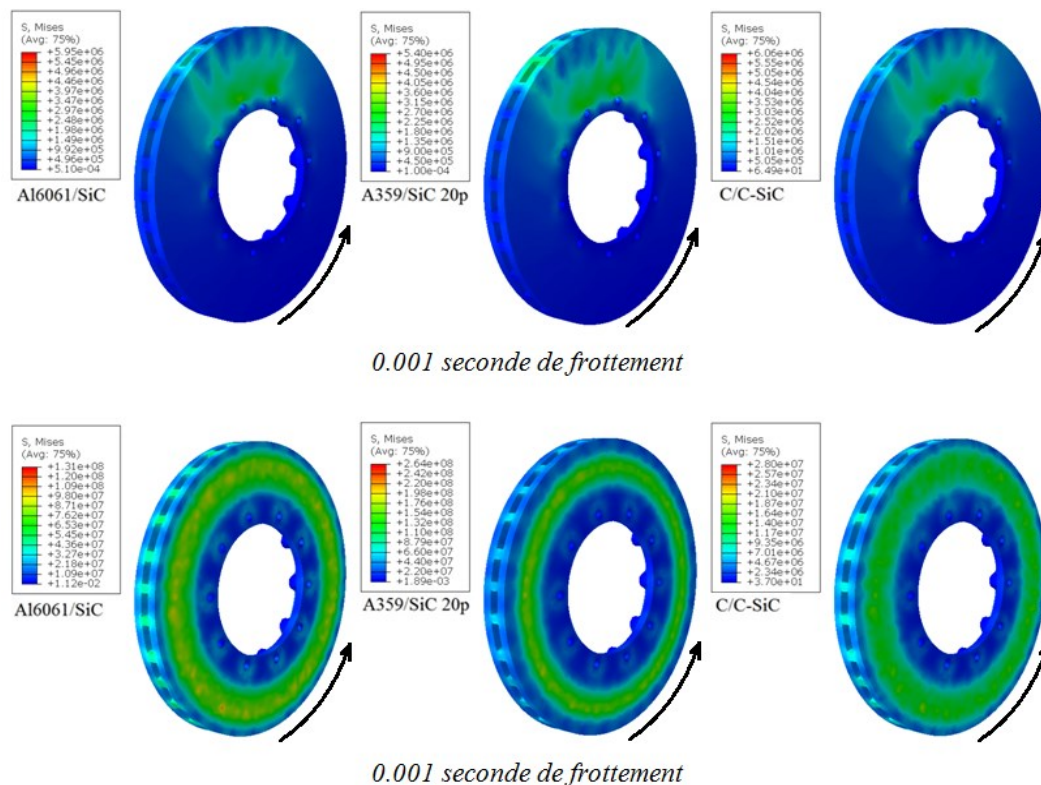 S, Mises
(Avg: 75%)
+5.95e+06
+5.45e+06
+4.96e+06
+4.46e+06
+3.97e+06
+3.47e+06
+2.97e+06
+2.48e+06
+1.98e+06
+1.49e+06
+9.92e+05
+4.96e+05
+5.10e-04
Al6061/SiC
S, Mises
(Avg: 75%)
+5.40e+06
+4.95e+06
+4.50e+06
+4.05e+06
+3.60e+06
+3.15e+06
+2.70e+06
+2.25e+06
+1.80e+06
+1.35e+06
+9.00e+05
+4.50e+05
+1.00e-04
A359/SiC 20p
S, Mises
(Avg: 75%)
+6.06e+06
+5.55e+06
+5.05e+06
+4.54e+06
+4.04e+06
+3.53e+06
+3.03e+06
+2.52e+06
+2.02e+06
+1.51e+06
+1.01e+06
+5.05e+05
+6.49e+01
C/C-SiC
0.001 seconde de frottement
S, Mises
(Avg: 75%)
+1.31e+08
+1.20e+08
+1.09e+08
+9.80e+07
+8.71e+07
+7.62e+07
+6.53e+07
+5.45e+07
+4.36e+07
+3.27e+07
+2.18e+07
+1.09e+07
+1.12e-02
Al6061/SiC
S, Mises
(Avg: 75%)
+2.64e+08
+2.42e+08
+2.20e+08
+1.98e+08
+1.76e+08
+1.54e+08
+1.32e+08
+1.10e+08
+8.79e+07
+6.60e+07
+4.40e+07
+2.20e+07
+1.89e-03
A359/SiC 20p
S, Mises
(Avg: 75%)
+2.80e+07
+2.57e+07
+2.34e+07
+2.10e+07
+1.87e+07
+1.64e+07
+1.40e+07
+1.17e+07
+9.35e+06
+7.01e+06
+4.67e+06
+2.34e+06
+3.70e+01
C/C-SiC
0.001 seconde de frottement